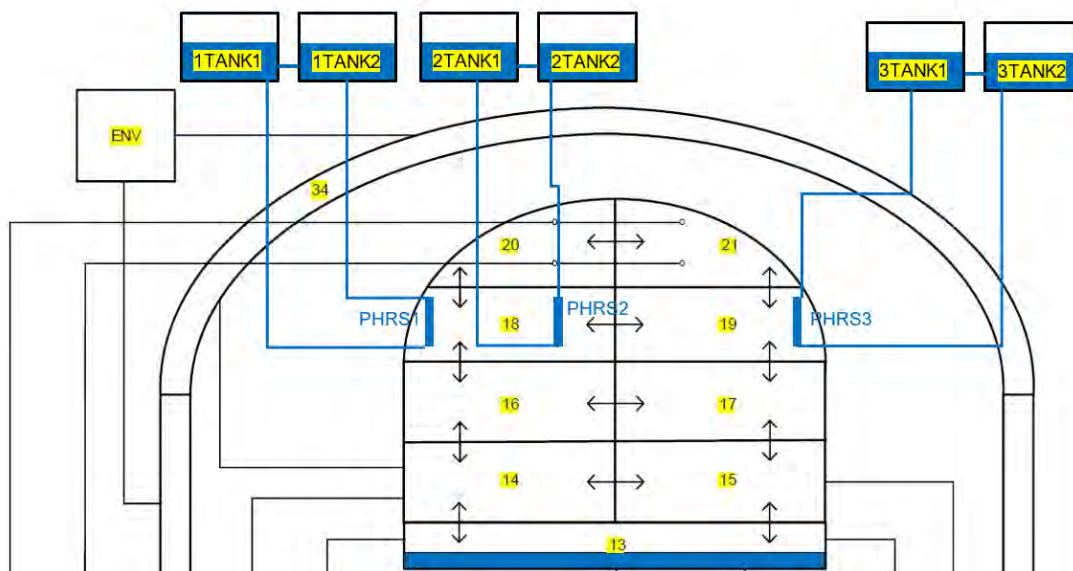 1TANK1 1TANK2 2TANK1 2TANK2 3TANK1 3TANK2
ENV
34
20 21
PHRS1 18 PHRS2 19 PHRS3
16 17
14 15
13